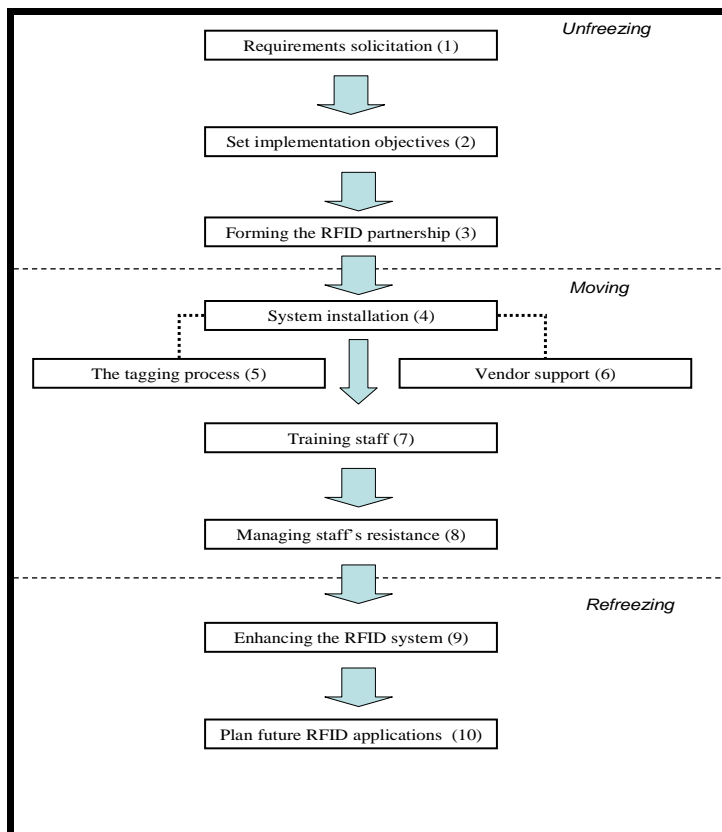 Unfreezing
Requirements solicitation (1)
Set implementation objectives (2)
Forming the RFID partnership (3)
Moving
System installation (4)
The tagging process (5)
Vendor support (6)
Training staff (7)
Managing staff's resistance (8)
Refreezing
Enhancing the RFID system (9)
Plan future RFID applications (10)